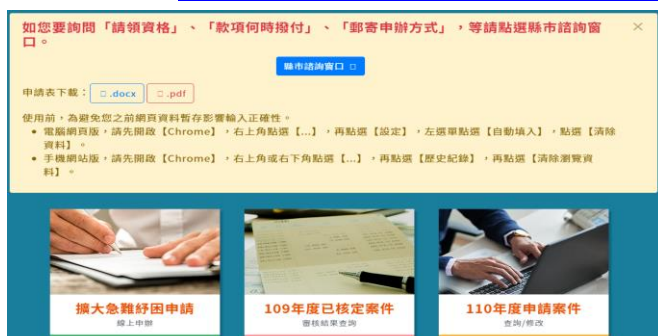 如您要詢問「請領資格」、「款項何時撥付」、「郵寄申辦方式」，等請點選縣市諮詢窗
口。
×
縣市諮詢窗口
申請表下載： .docx .pdf
使用前，為避免您之前網頁資料暫存影響輸入正確性。
• 電腦網頁版，請先開啟【Chrome】，右上角點選【...】，再點選【設定】，左選單點選【自動填入】，點選【清除
資料】。
• 手機網站版，請先開啟【Chrome】，右上角或右下角點選【...】，再點選【歷史紀錄】，再點選【清除瀏覽資
料】。
擴大急難紓困申請
線上申辦
109年度已核定案件
審核結果查詢
110年度申請案件
查詢/修改